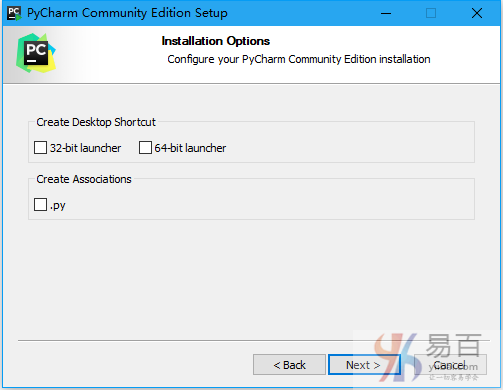 PC PyCharm Community Edition Setup
PC
Installation Options
Configure your PyCharm Community Edition installation
Create Desktop Shortcut
32-bit launcher 64-bit launcher
Create Associations
.py
< Back Next > Cancel
易百